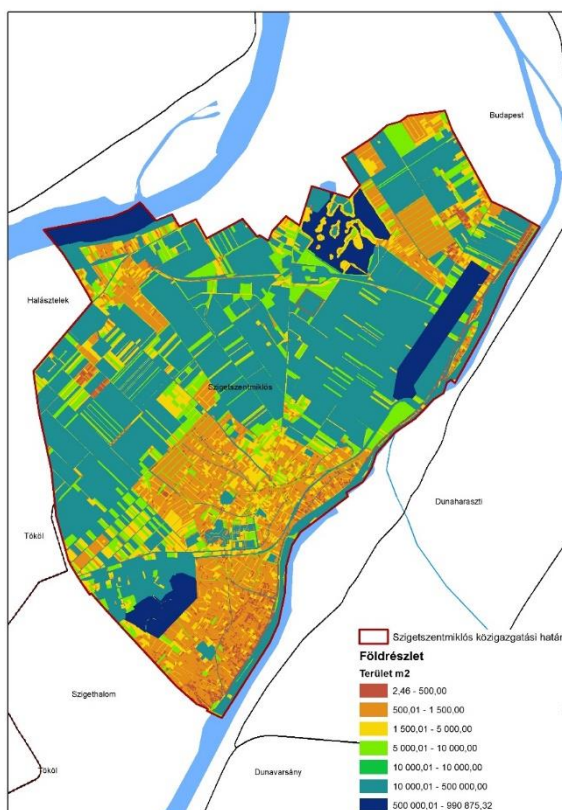 Budapest
Halásztelek
Szigetszentmiklós
Dunaharaszti
Tököl
Szigethalom
Tököl
Dunavarsány
Szigetszentmiklós közigazgatási határ
Földrészlet
Terület m2
2,46 - 500,00
500,01 - 1 500,00
1 500,01 - 5 000,00
5 000,01 - 10 000,00
10 000,01 - 10 000,00
10 000,01 - 500 000,00
500 000,01 - 990 875,32